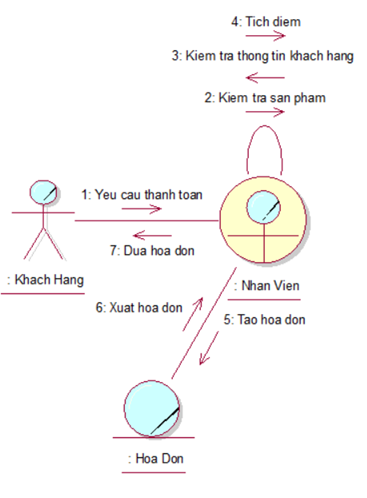 4: Tich diem
3: Kiem tra thong tin khach hang
2: Kiem tra san pham
1: Yeu cau thanh toan
7: Dua hoa don
: Khach Hang
: Nhan Vien
6: Xuat hoa don
5: Tao hoa don
: Hoa Don